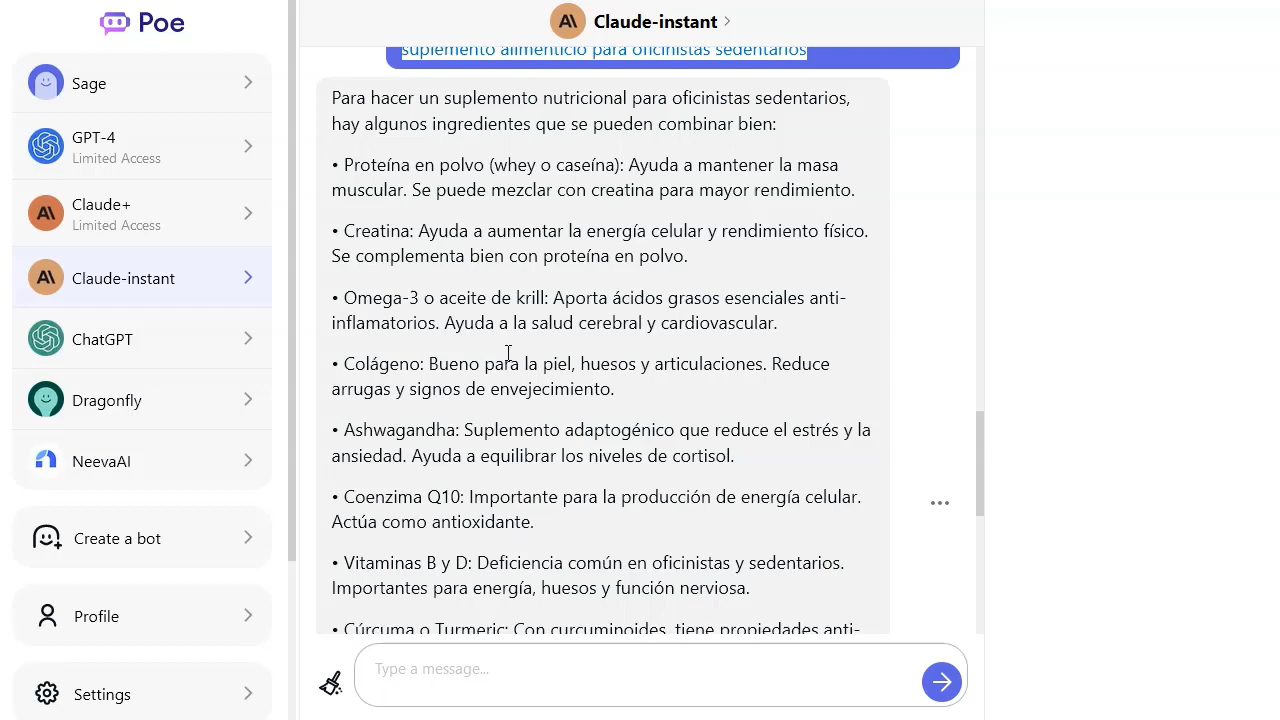 Poe
Sage
GPT-4
Limited Access
Claude+
Limited Access
Claude-instant
ChatGPT
Dragonfly
NeevaAI
Create a bot
Profile
Settings
Claude-instant
suplemento alimenticio para oficinistas sedentarios
Para hacer un suplemento nutricional para oficinistas sedentarios,
hay algunos ingredientes que se pueden combinar bien:
• Proteína en polvo (whey o caseína): Ayuda a mantener la masa
muscular. Se puede mezclar con creatina para mayor rendimiento.
• Creatina: Ayuda a aumentar la energía celular y rendimiento físico.
Se complementa bien con proteína en polvo.
• Omega-3 o aceite de krill: Aporta ácidos grasos esenciales anti-
inflamatorios. Ayuda a la salud cerebral y cardiovascular.
• Colágeno: Bueno para la piel, huesos y articulaciones. Reduce
arrugas y signos de envejecimiento.
• Ashwagandha: Suplemento adaptogénico que reduce el estrés y la
ansiedad. Ayuda a equilibrar los niveles de cortisol.
• Coenzima Q10: Importante para la producción de energía celular.
Actúa como antioxidante.
• Vitaminas B y D: Deficiencia común en oficinistas y sedentarios.
Importantes para energía, huesos y función nerviosa.
• Cúrcuma o Turmeric: Con curcuminoides, tiene propiedades anti-
Type a message...